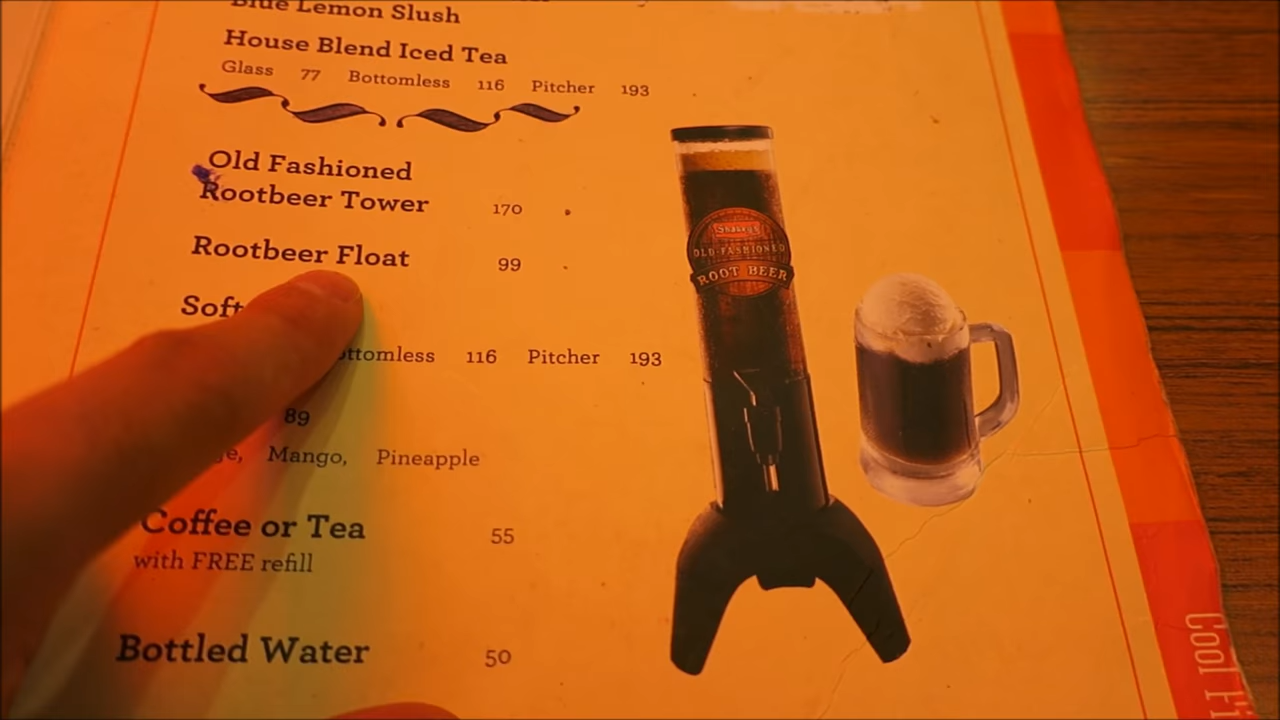 Blue Lemon Slush
House Blend Iced Tea
Glass 77 Bottomless 116 Pitcher 193
Old Fashioned
Rootbeer Tower 170
Rootbeer Float 99
Soft
ttomless 116 Pitcher 193
89
Mango, Pineapple
Coffee or Tea 55
with FREE refill
Bottled Water 50
OLD-FASHIONED
ROOT BEER
Cool